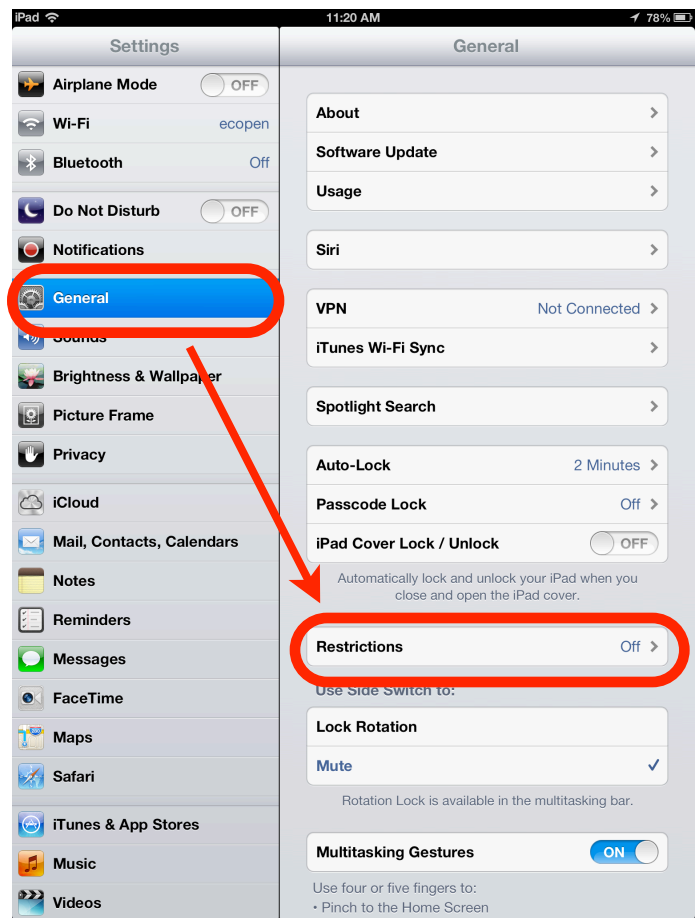 iPad
11:20 AM
78%
Settings
General
Airplane Mode
OFF
Wi-Fi
ecopen
Bluetooth
Off
Do Not Disturb
OFF
Notifications
General
Sounds
Brightness & Wallpaper
Picture Frame
Privacy
iCloud
Mail, Contacts, Calendars
Notes
Reminders
Messages
FaceTime
Maps
Safari
iTunes & App Stores
Music
Videos
About
Software Update
Usage
Siri
VPN
Not Connected
iTunes Wi-Fi Sync
Spotlight Search
Auto-Lock
2 Minutes
Passcode Lock
Off
iPad Cover Lock / Unlock
OFF
Automatically lock and unlock your iPad when you
close and open the iPad cover.
Restrictions
Off
Use Side Switch to:
Lock Rotation
Mute
Rotation Lock is available in the multitasking bar.
Multitasking Gestures
ON
Use four or five fingers to:
• Pinch to the Home Screen